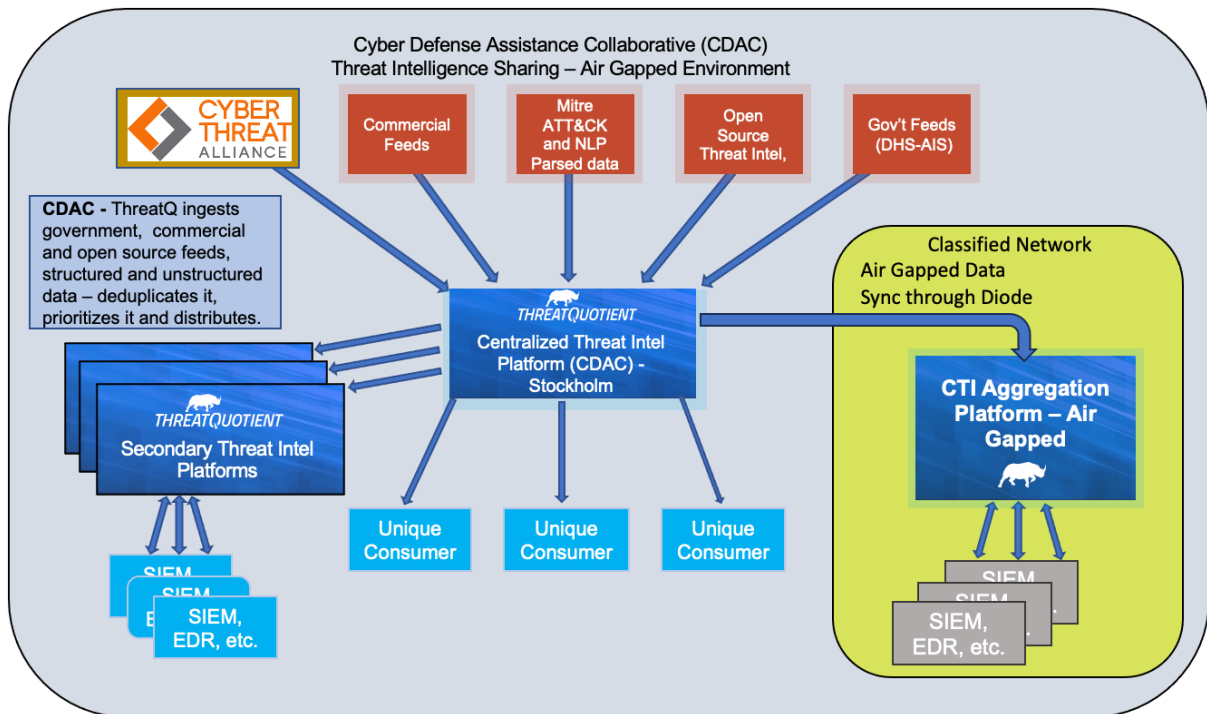 Cyber Defense Assistance Collaborative (CDAC)
Threat Intelligence Sharing – Air Gapped Environment
CYBER
THREAT
ALLIANCE
Commercial
Feeds
Mitre
ATT&CK
and NLP
Parsed data
Open
Source
Threat Intel,
Gov't Feeds
(DHS-AIS)
CDAC - ThreatQ ingests
government, commercial
and open source feeds,
structured and unstructured
data – deduplicates it,
prioritizes it and distributes.
Classified Network
Air Gapped Data
Sync through Diode
THREATQUOTIENT
Centralized Threat Intel
Platform (CDAC) -
Stockholm
THREATQUOTIENT
Secondary Threat Intel
Platforms
CTI Aggregation
Platform – Air
Gapped
Unique
Consumer
Unique
Consumer
Unique
Consumer
SIEM,
SIEM,
E
SIEM,
EDR, etc.
SIEM,
SIEM,
SIEM,
EDR, etc.